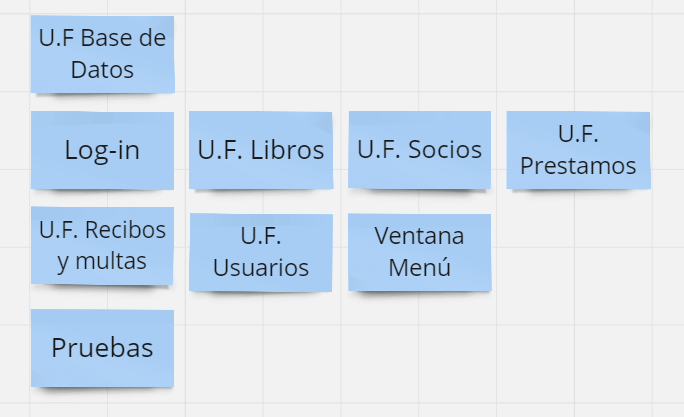 U.F Base de
Datos
Log-in
U.F. Libros
U.F. Socios
U.F.
Prestamos
U.F. Recibos
y multas
U.F.
Usuarios
Ventana
Menú
Pruebas